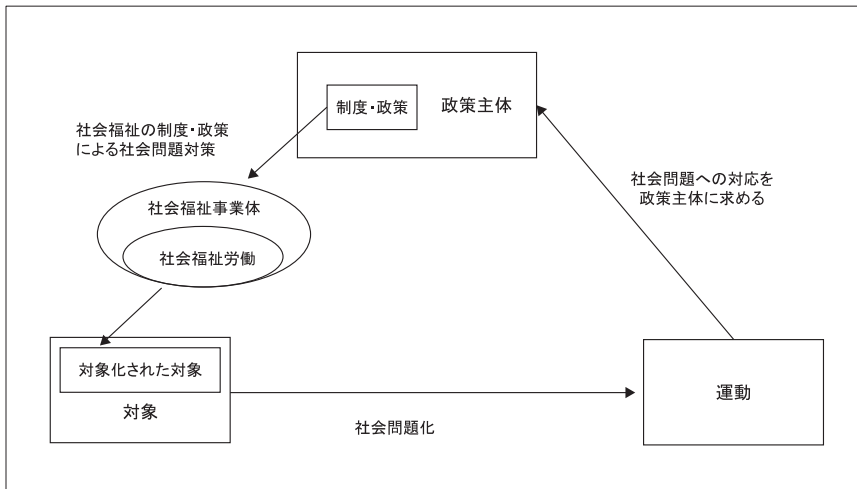 制度・政策
政策主体
社会福祉の制度・政策
による社会問題対策
社会問題への対応を
政策主体に求める
社会福祉事業体
社会福祉労働
対象化された対象
対象
運動
社会問題化